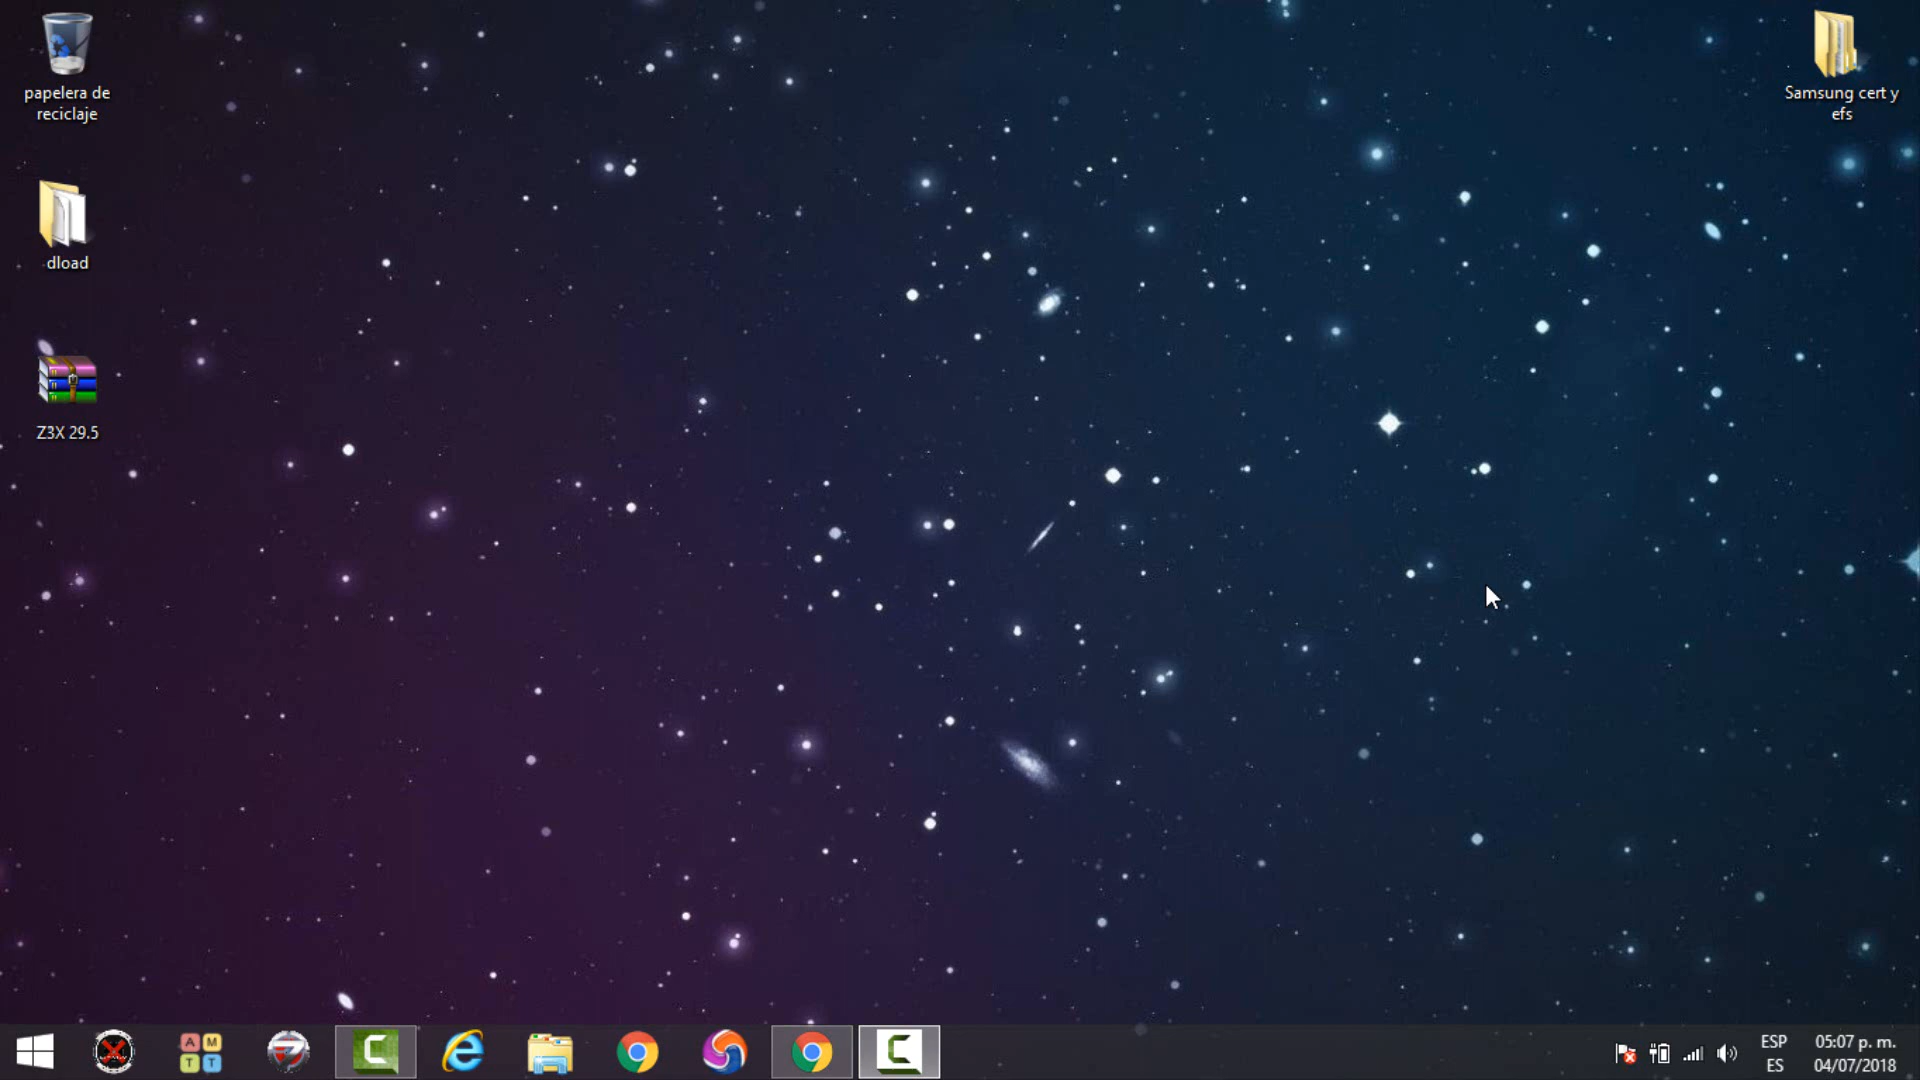 papelera de
reciclaje
Samsung cert y
efs
dload
Z3X 29.5
A M
T T
ESP
ES
05:07 p. m.
04/07/2018